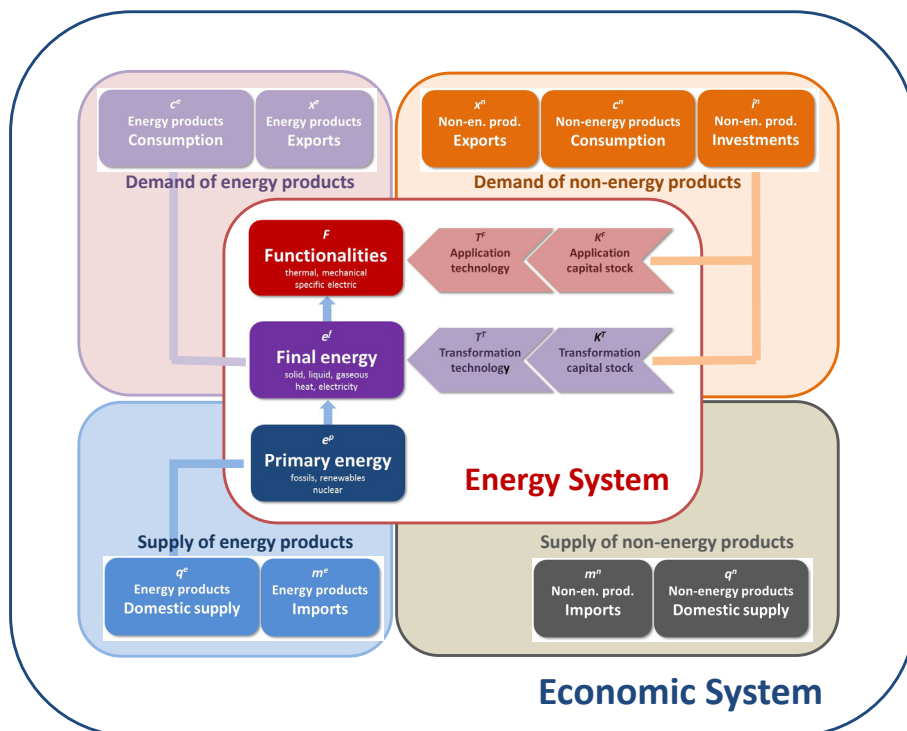 c^e
Energy products
Consumption
x^e
Energy products
Exports
x^n
Non-en. prod.
Exports
c^n
Non-energy products
Consumption
i^n
Non-en. prod.
Investments
Demand of energy products
Demand of non-energy products
F
Functionalities
thermal, mechanical
specific electric
T^F
Application
technology
K^F
Application
capital stock
e^f
Final energy
solid, liquid, gaseous
heat, electricity
T^T
Transformation
technology
K^T
Transformation
capital stock
e^p
Primary energy
fossils, renewables
nuclear
Energy System
Supply of energy products
Supply of non-energy products
q^e
Energy products
Domestic supply
m^e
Energy products
Imports
m^n
Non-en. prod.
Imports
q^n
Non-energy products
Domestic supply
Economic System